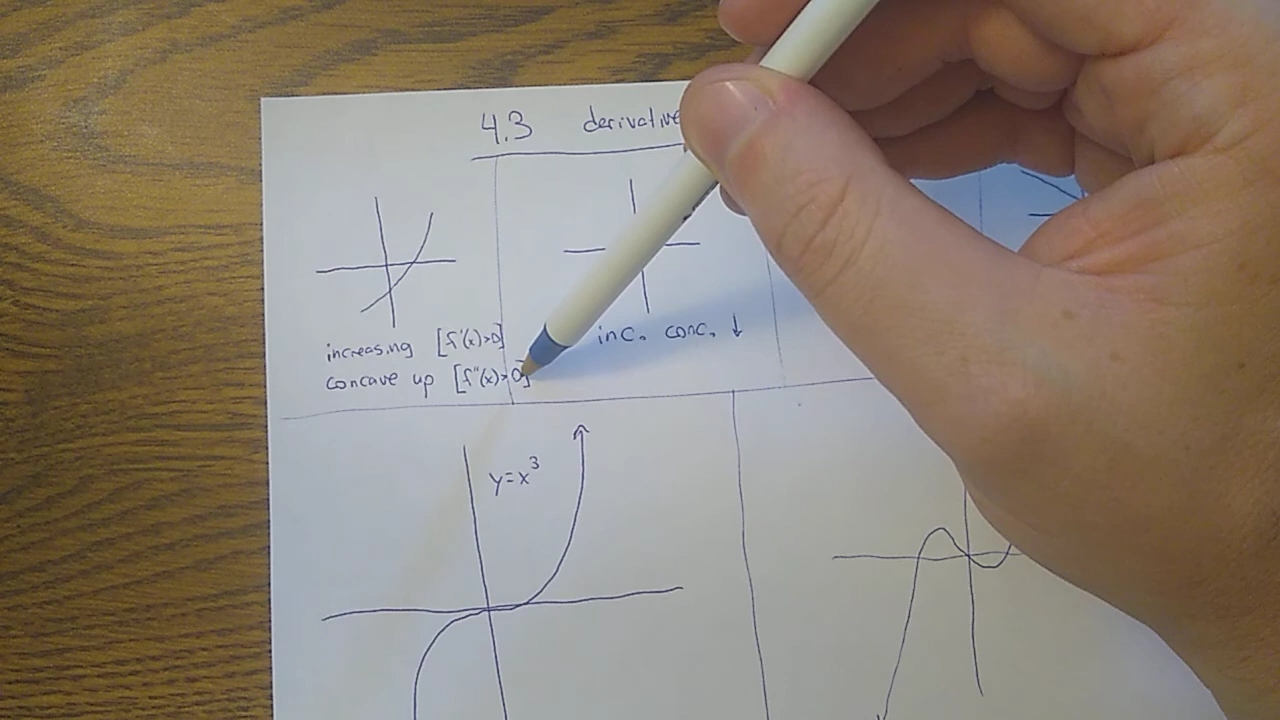 4.3 derivative
increasing [f'(x)>0]
concave up [f"(x)>0]
inc. conc. ↓
y=x³